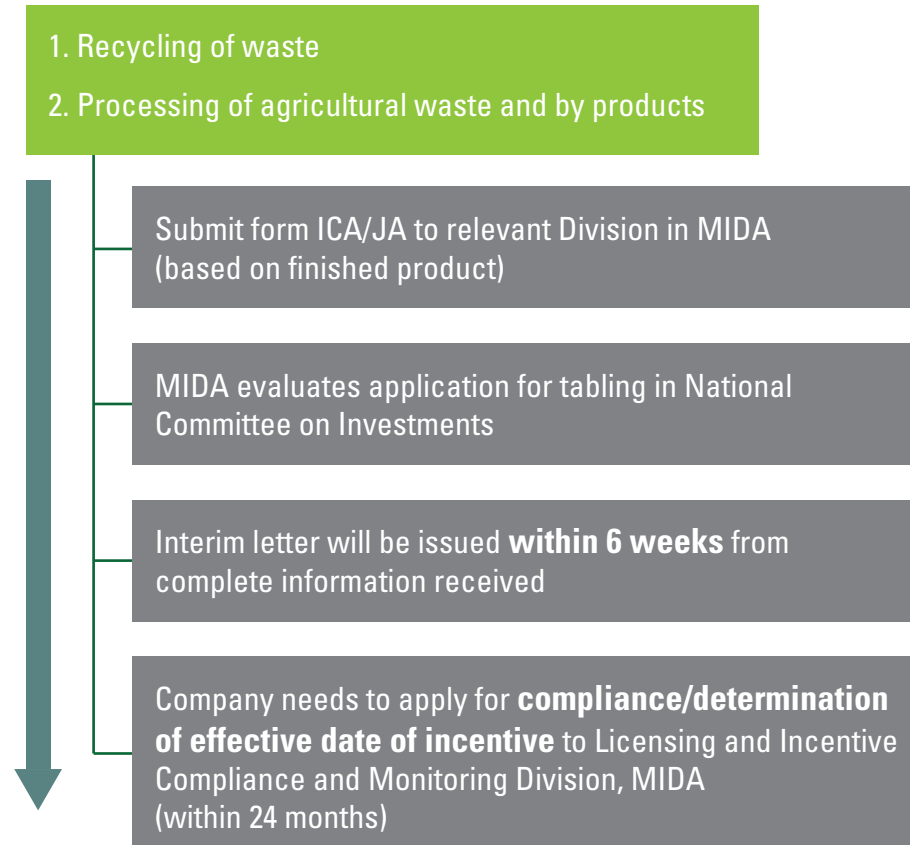 1. Recycling of waste
2. Processing of agricultural waste and by products
Submit form ICA/JA to relevant Division in MIDA
(based on finished product)
MIDA evaluates application for tabling in National
Committee on Investments
Interim letter will be issued within 6 weeks from
complete information received
Company needs to apply for compliance/determination
of effective date of incentive to Licensing and Incentive
Compliance and Monitoring Division, MIDA
(within 24 months)